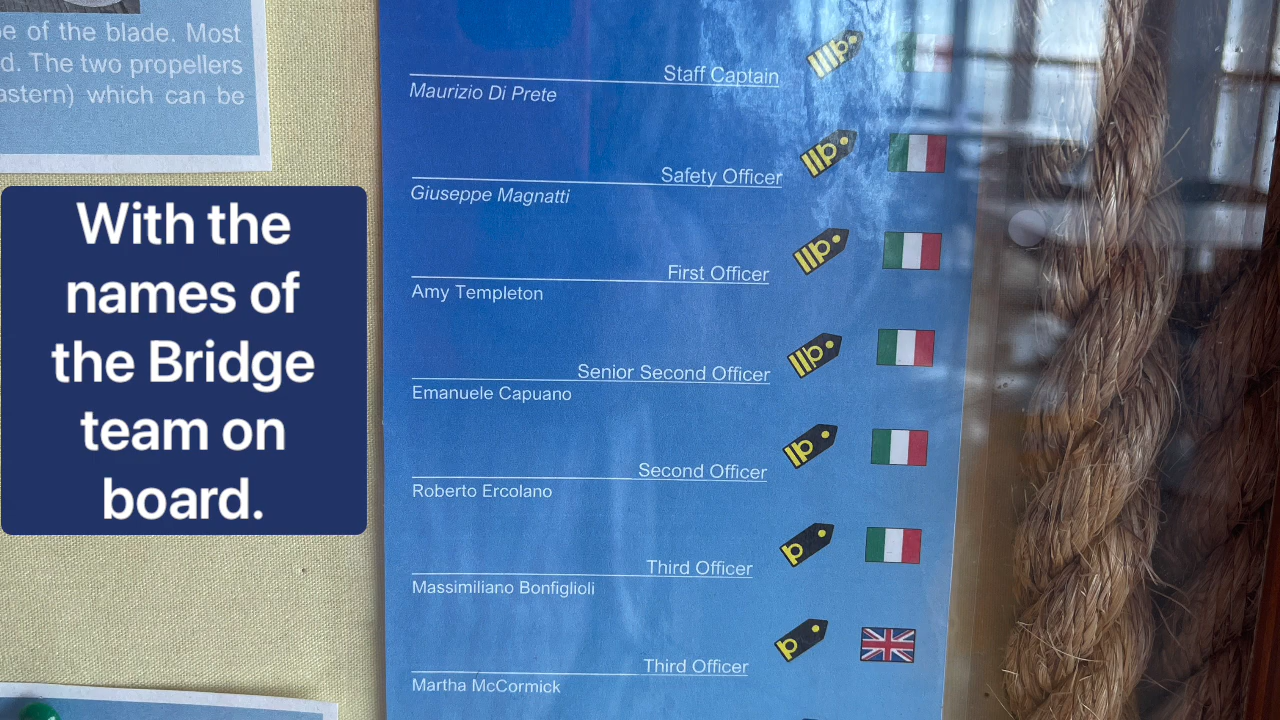 e of the blade. Most
d. The two propellers
astern) which can be
With the
names of
the Bridge
team on
board.
Staff Captain
Maurizio Di Prete
Safety Officer
Giuseppe Magnatti
First Officer
Amy Templeton
Senior Second Officer
Emanuele Capuano
Second Officer
Roberto Ercolano
Third Officer
Massimiliano Bonfiglioli
Third Officer
Martha McCormick